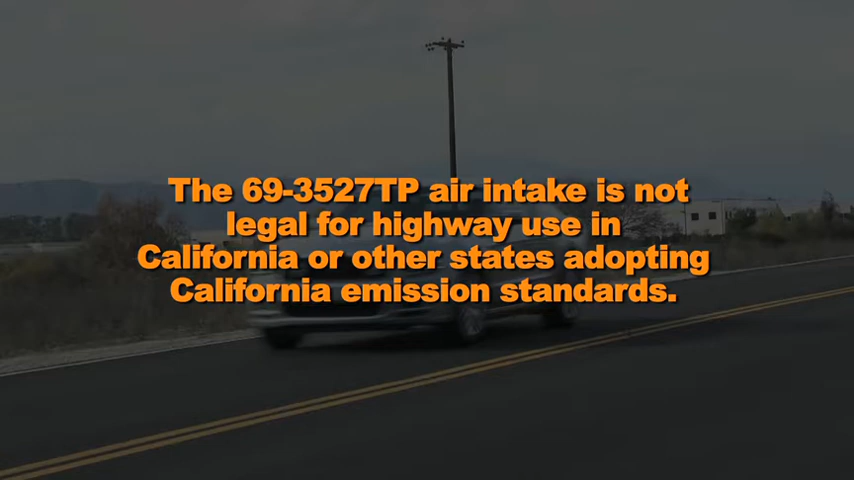 The 69-3527TP air intake is not
legal for highway use in
California or other states adopting
California emission standards.